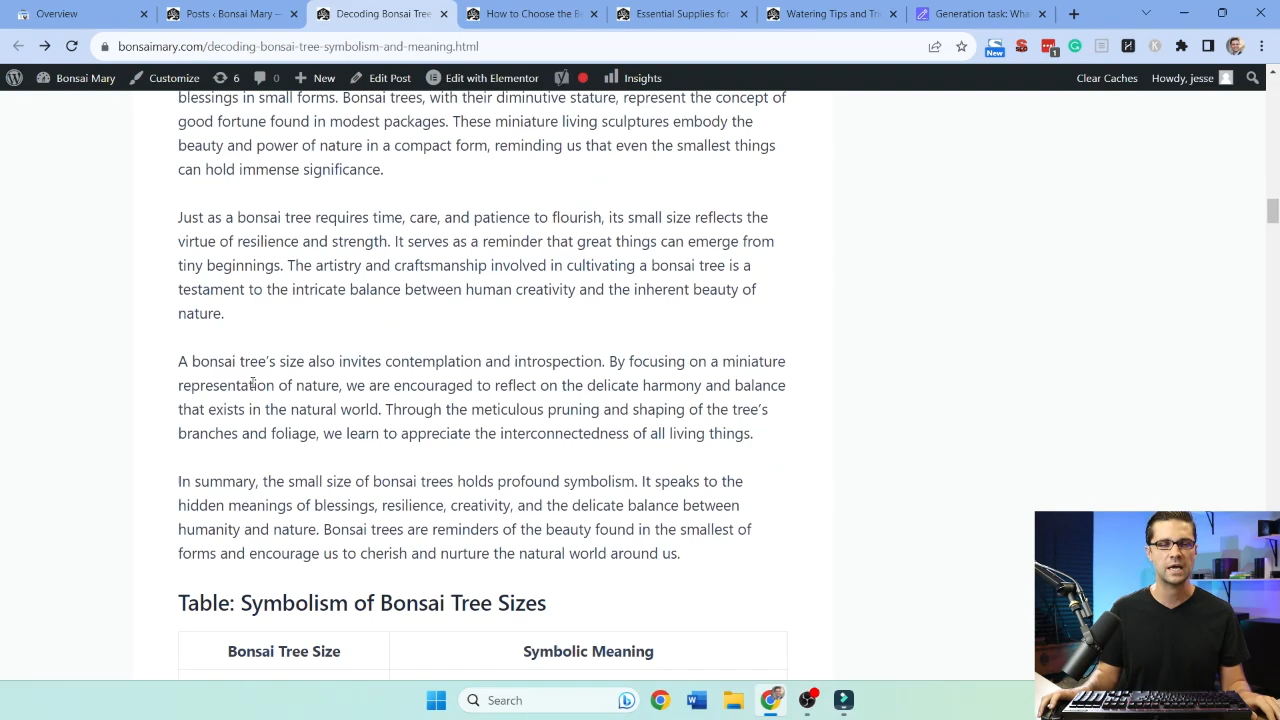 Overview
Decoding Bonsai T
How to Choose the B
Essential Supplies for
Watering Tips and Tri
Generation task: Wha
bonsaimary.com/decoding-bonsai-tree-symbolism-and-meaning.html
New
1
Bonsai Mary
Customize
6
0
New
Edit Post
Edit with Elementor
Insights
Clear Caches
Howdy, jesse
blessings in small forms. Bonsai trees, with their diminutive stature, represent the concept of
good fortune found in modest packages. These miniature living sculptures embody the
beauty and power of nature in a compact form, reminding us that even the smallest things
can hold immense significance.
Just as a bonsai tree requires time, care, and patience to flourish, its small size reflects the
virtue of resilience and strength. It serves as a reminder that great things can emerge from
tiny beginnings. The artistry and craftsmanship involved in cultivating a bonsai tree is a
testament to the intricate balance between human creativity and the inherent beauty of
nature.
A bonsai tree’s size also invites contemplation and introspection. By focusing on a miniature
representation of nature, we are encouraged to reflect on the delicate harmony and balance
that exists in the natural world. Through the meticulous pruning and shaping of the tree’s
branches and foliage, we learn to appreciate the interconnectedness of all living things.
In summary, the small size of bonsai trees holds profound symbolism. It speaks to the
hidden meanings of blessings, resilience, creativity, and the delicate balance between
humanity and nature. Bonsai trees are reminders of the beauty found in the smallest of
forms and encourage us to cherish and nurture the natural world around us.
Table: Symbolism of Bonsai Tree Sizes
Bonsai Tree Size
Symbolic Meaning
Search